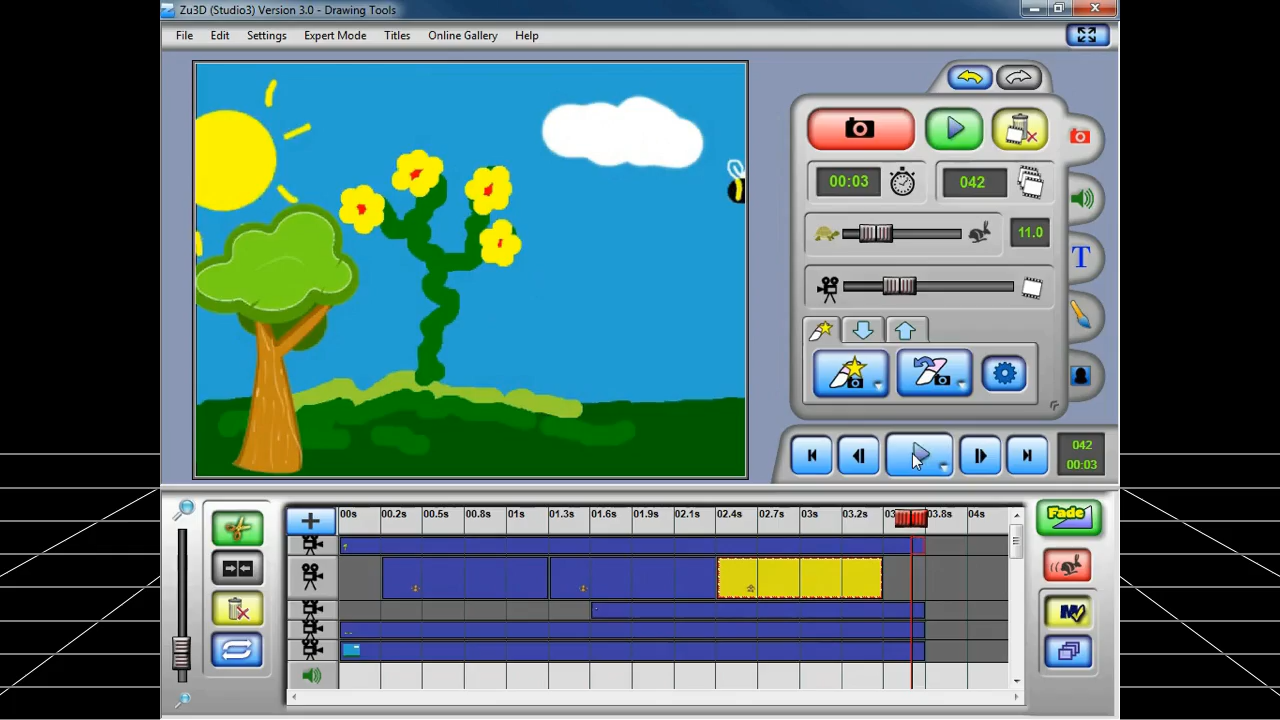 Zu3D (Studio3) Version 3.0 - Drawing Tools
File Edit Settings Expert Mode Titles Online Gallery Help
00:03 042
11.0
T
042
00:03
00s 00.2s 00.5s 00.8s 01s 01.3s 01.6s 01.9s 02.1s 02.4s 02.7s 03s 03.2s 03.8s 04s
Fade